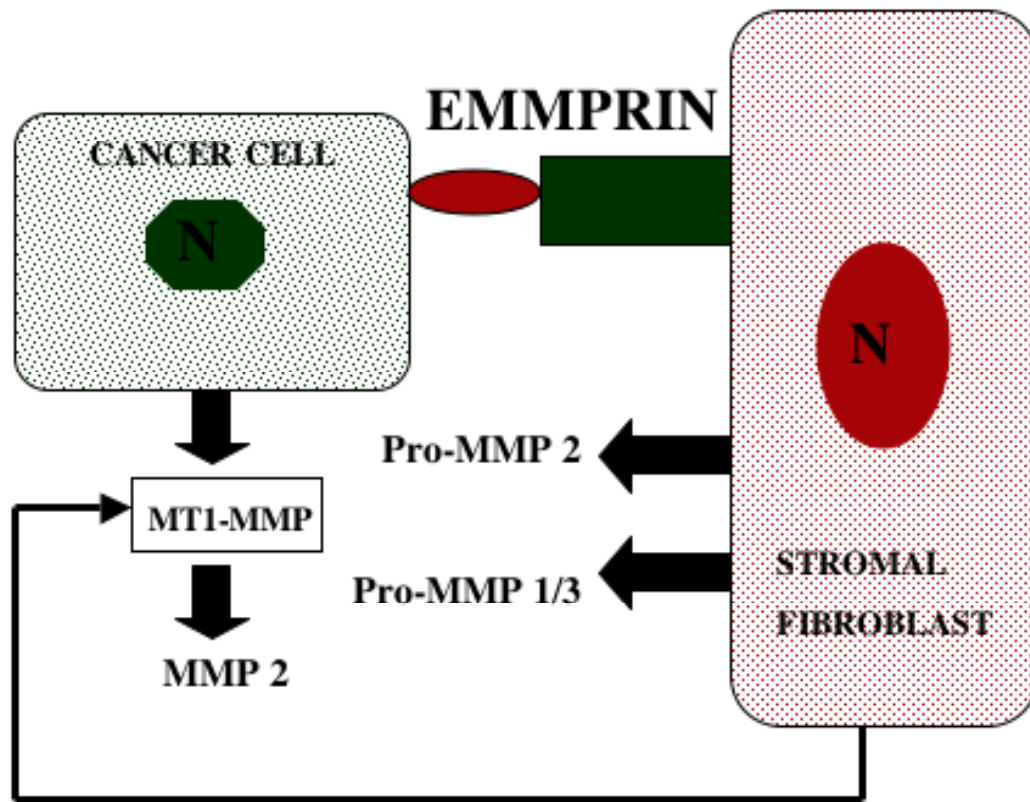 EMMPRIN
CANCER CELL
N
N
Pro-MMP 2
MT1-MMP
Pro-MMP 1/3
STROMAL
FIBROBLAST
MMP 2